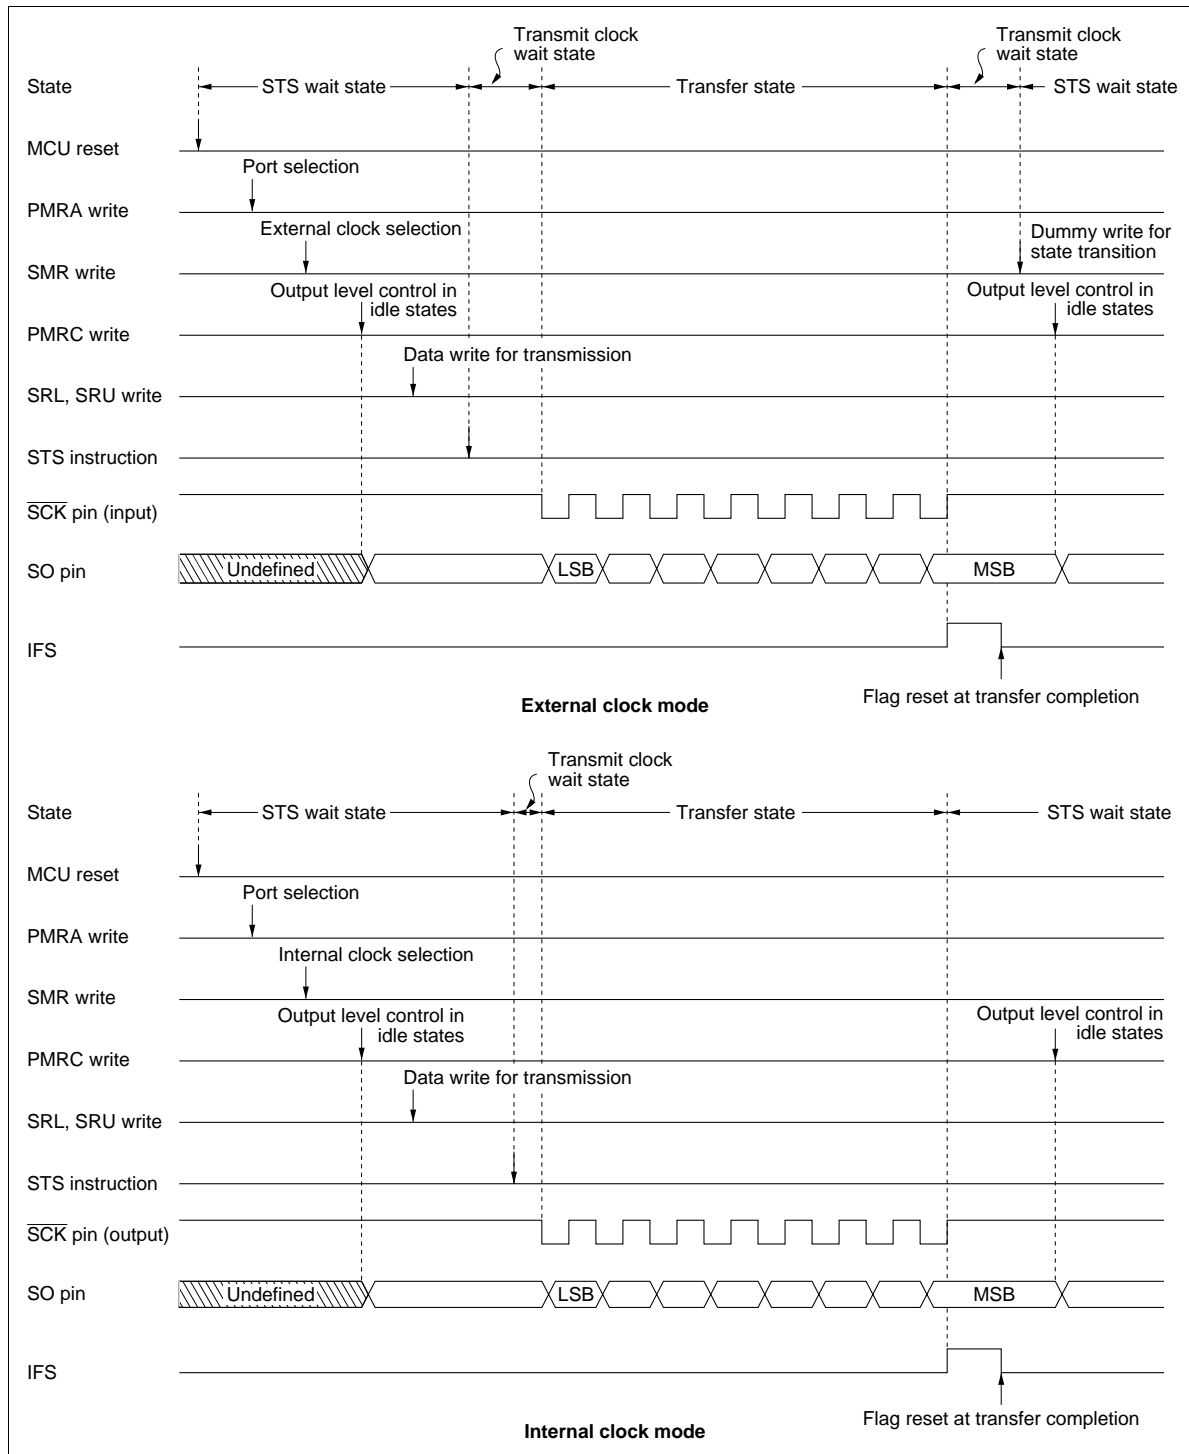 Transmit clock
wait state
Transmit clock
wait state
State
STS wait state
Transfer state
STS wait state
MCU reset
Port selection
PMRA write
External clock selection
Dummy write for
state transition
SMR write
Output level control in
idle states
Output level control in
idle states
PMRC write
Data write for transmission
SRL, SRU write
STS instruction
SCK pin (input)
SO pin
Undefined
LSB
MSB
IFS
Flag reset at transfer completion
External clock mode
Transmit clock
wait state
State
STS wait state
Transfer state
STS wait state
MCU reset
Port selection
PMRA write
Internal clock selection
SMR write
Output level control in
idle states
Output level control in
idle states
PMRC write
Data write for transmission
SRL, SRU write
STS instruction
SCK pin (output)
SO pin
Undefined
LSB
MSB
IFS
Flag reset at transfer completion
Internal clock mode